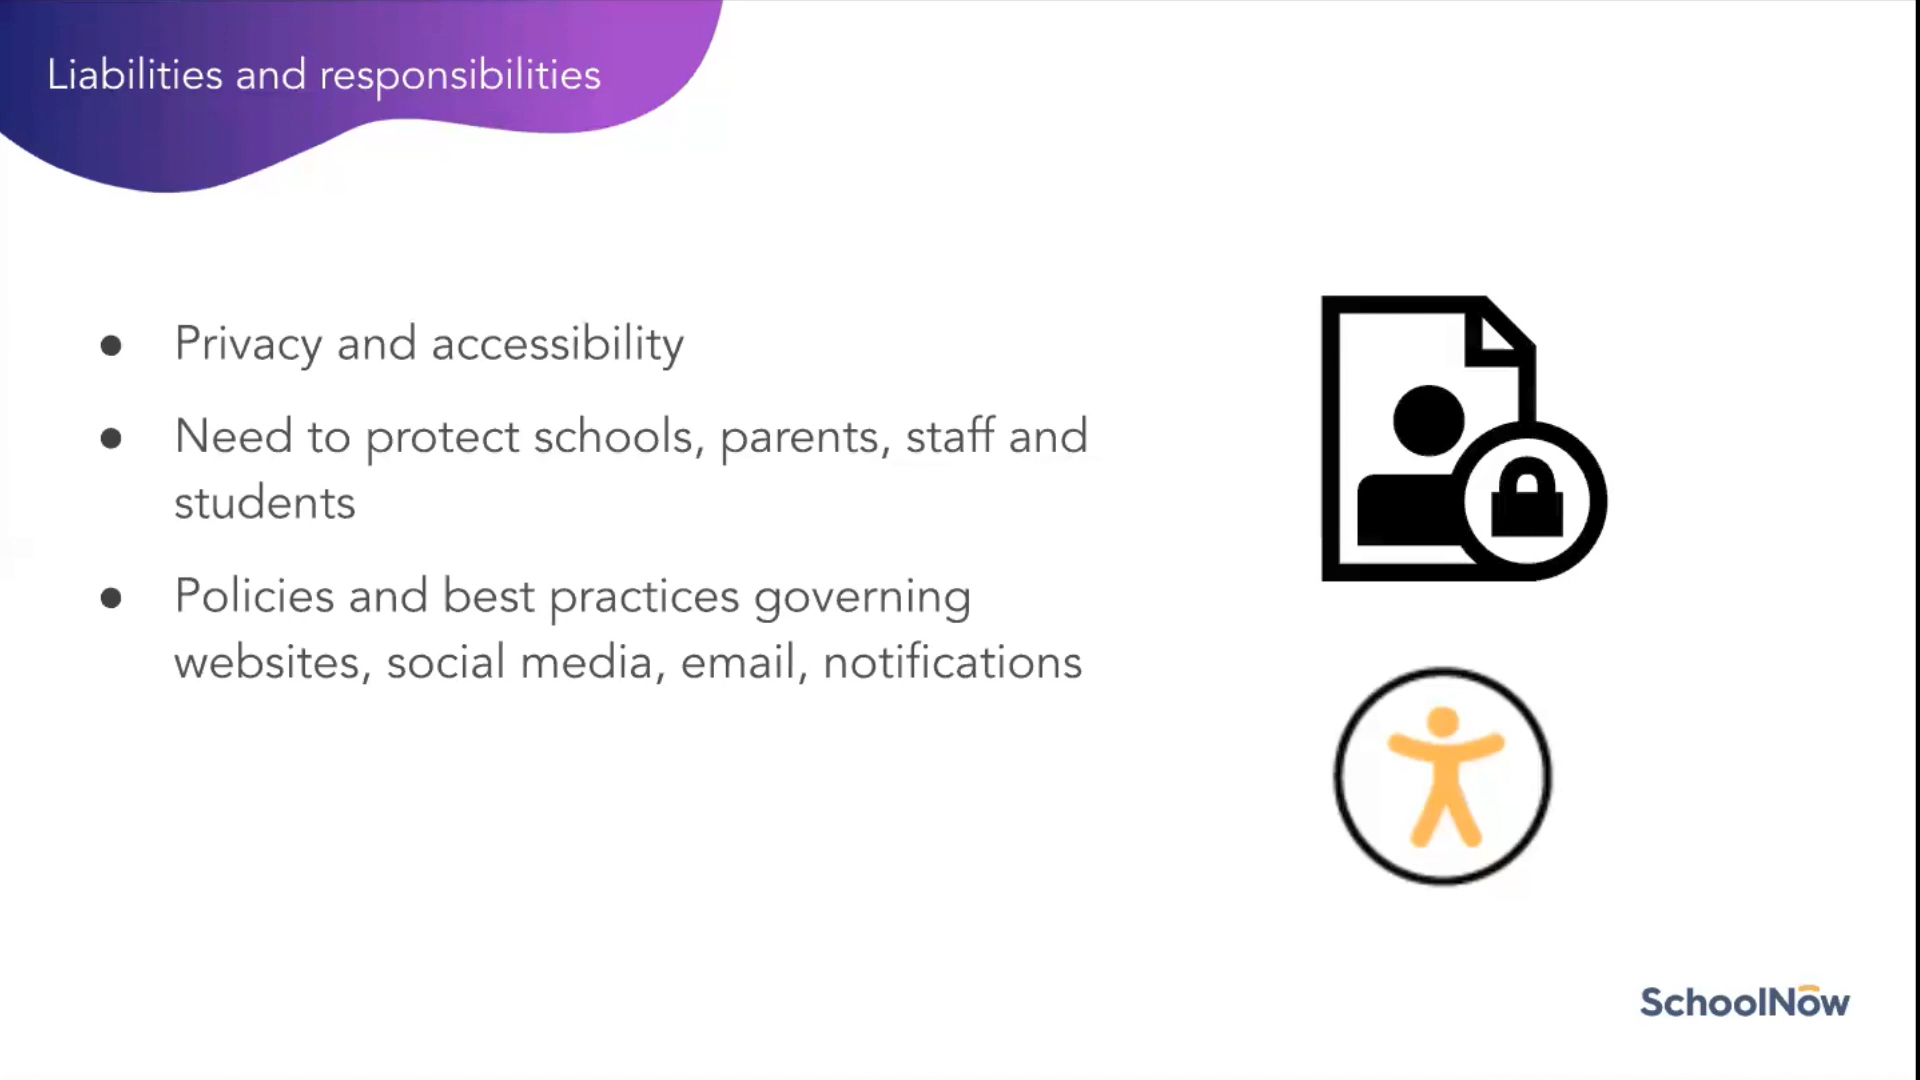 Liabilities and responsibilities
● Privacy and accessibility
● Need to protect schools, parents, staff and
students
● Policies and best practices governing
websites, social media, email, notifications
SchoolNow